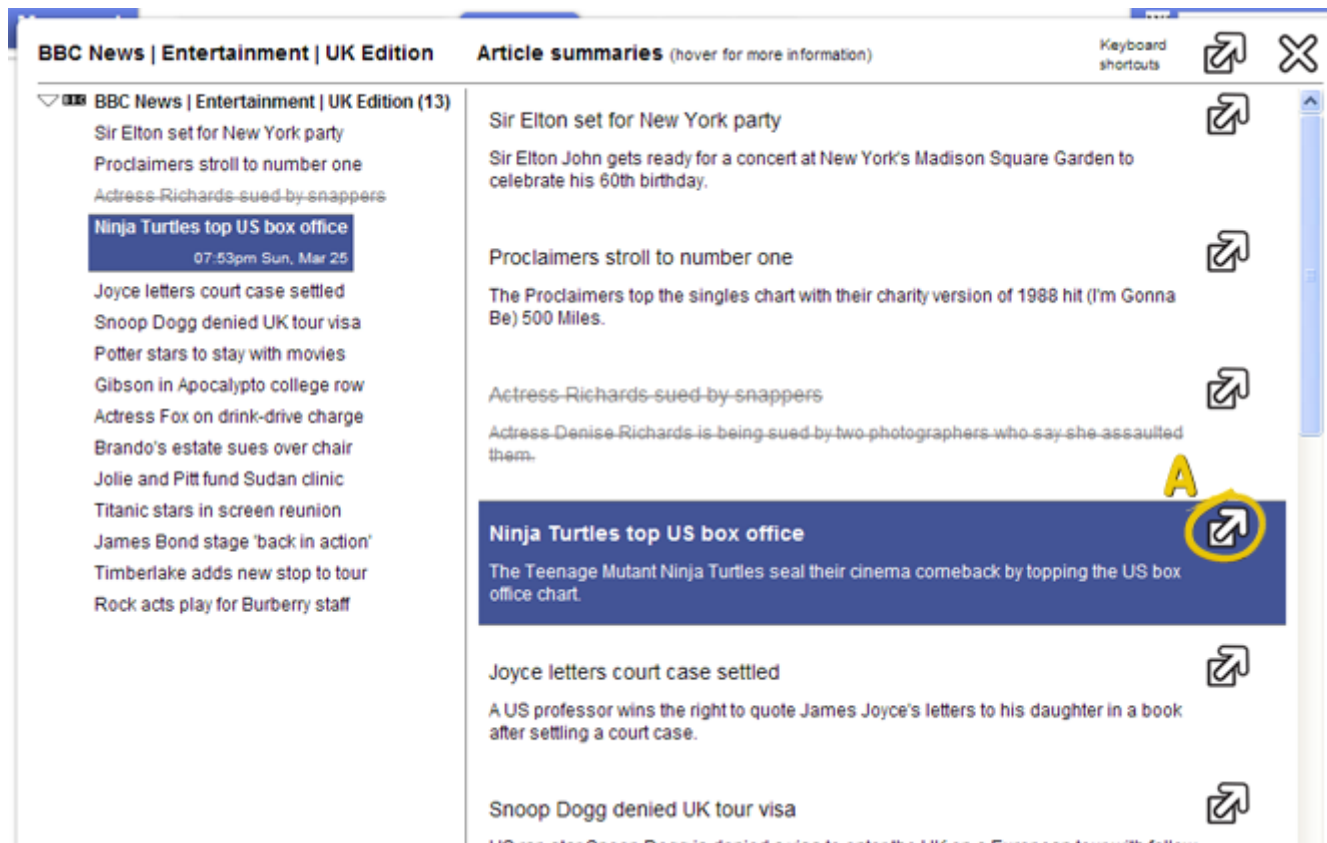 BBC News | Entertainment | UK Edition
Article summaries (hover for more information)
Keyboard
shortcuts
BBC News | Entertainment | UK Edition (13)
Sir Elton set for New York party
Proclaimers stroll to number one
Actress Richards sued by snappers
Ninja Turtles top US box office
07:53pm Sun, Mar 25
Joyce letters court case settled
Snoop Dogg denied UK tour visa
Potter stars to stay with movies
Gibson in Apocalypto college row
Actress Fox on drink-drive charge
Brando's estate sues over chair
Jolie and Pitt fund Sudan clinic
Titanic stars in screen reunion
James Bond stage 'back in action'
Timberlake adds new stop to tour
Rock acts play for Burberry staff
Sir Elton set for New York party
Sir Elton John gets ready for a concert at New York's Madison Square Garden to
celebrate his 60th birthday.
Proclaimers stroll to number one
The Proclaimers top the singles chart with their charity version of 1988 hit (I'm Gonna
Be) 500 Miles.
Actress Richards sued by snappers
Actress Denise Richards is being sued by two photographers who say she assaulted
them.
A
Ninja Turtles top US box office
The Teenage Mutant Ninja Turtles seal their cinema comeback by topping the US box
office chart.
Joyce letters court case settled
A US professor wins the right to quote James Joyce's letters to his daughter in a book
after settling a court case.
Snoop Dogg denied UK tour visa